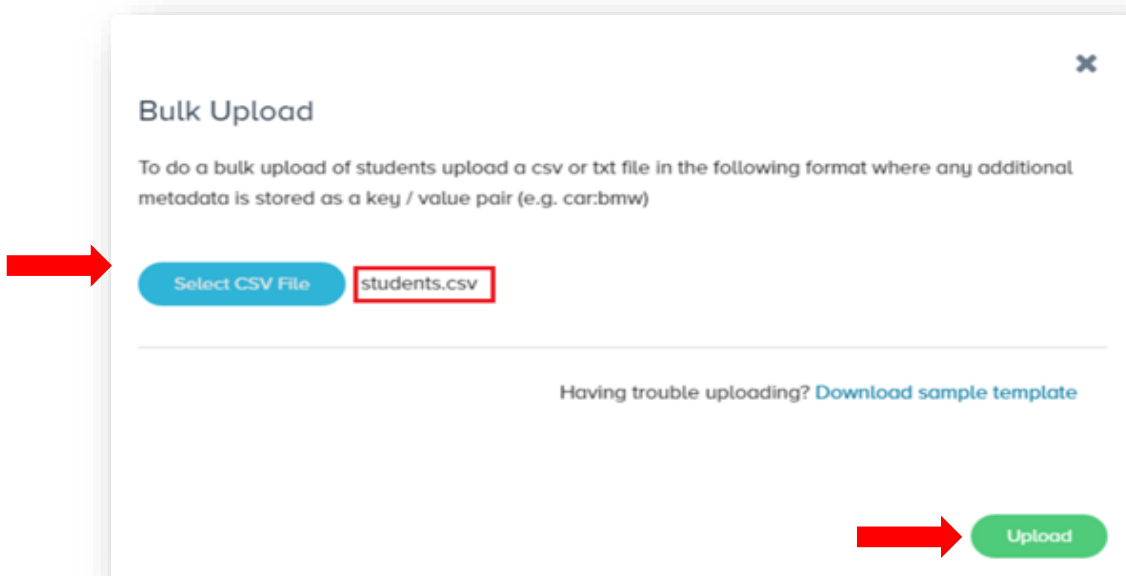 Bulk Upload
To do a bulk upload of students upload a csv or txt file in the following format where any additional
metadata is stored as a key / value pair (e.g. car:bmw)
Select CSV File
students.csv
Having trouble uploading? Download sample template
Upload